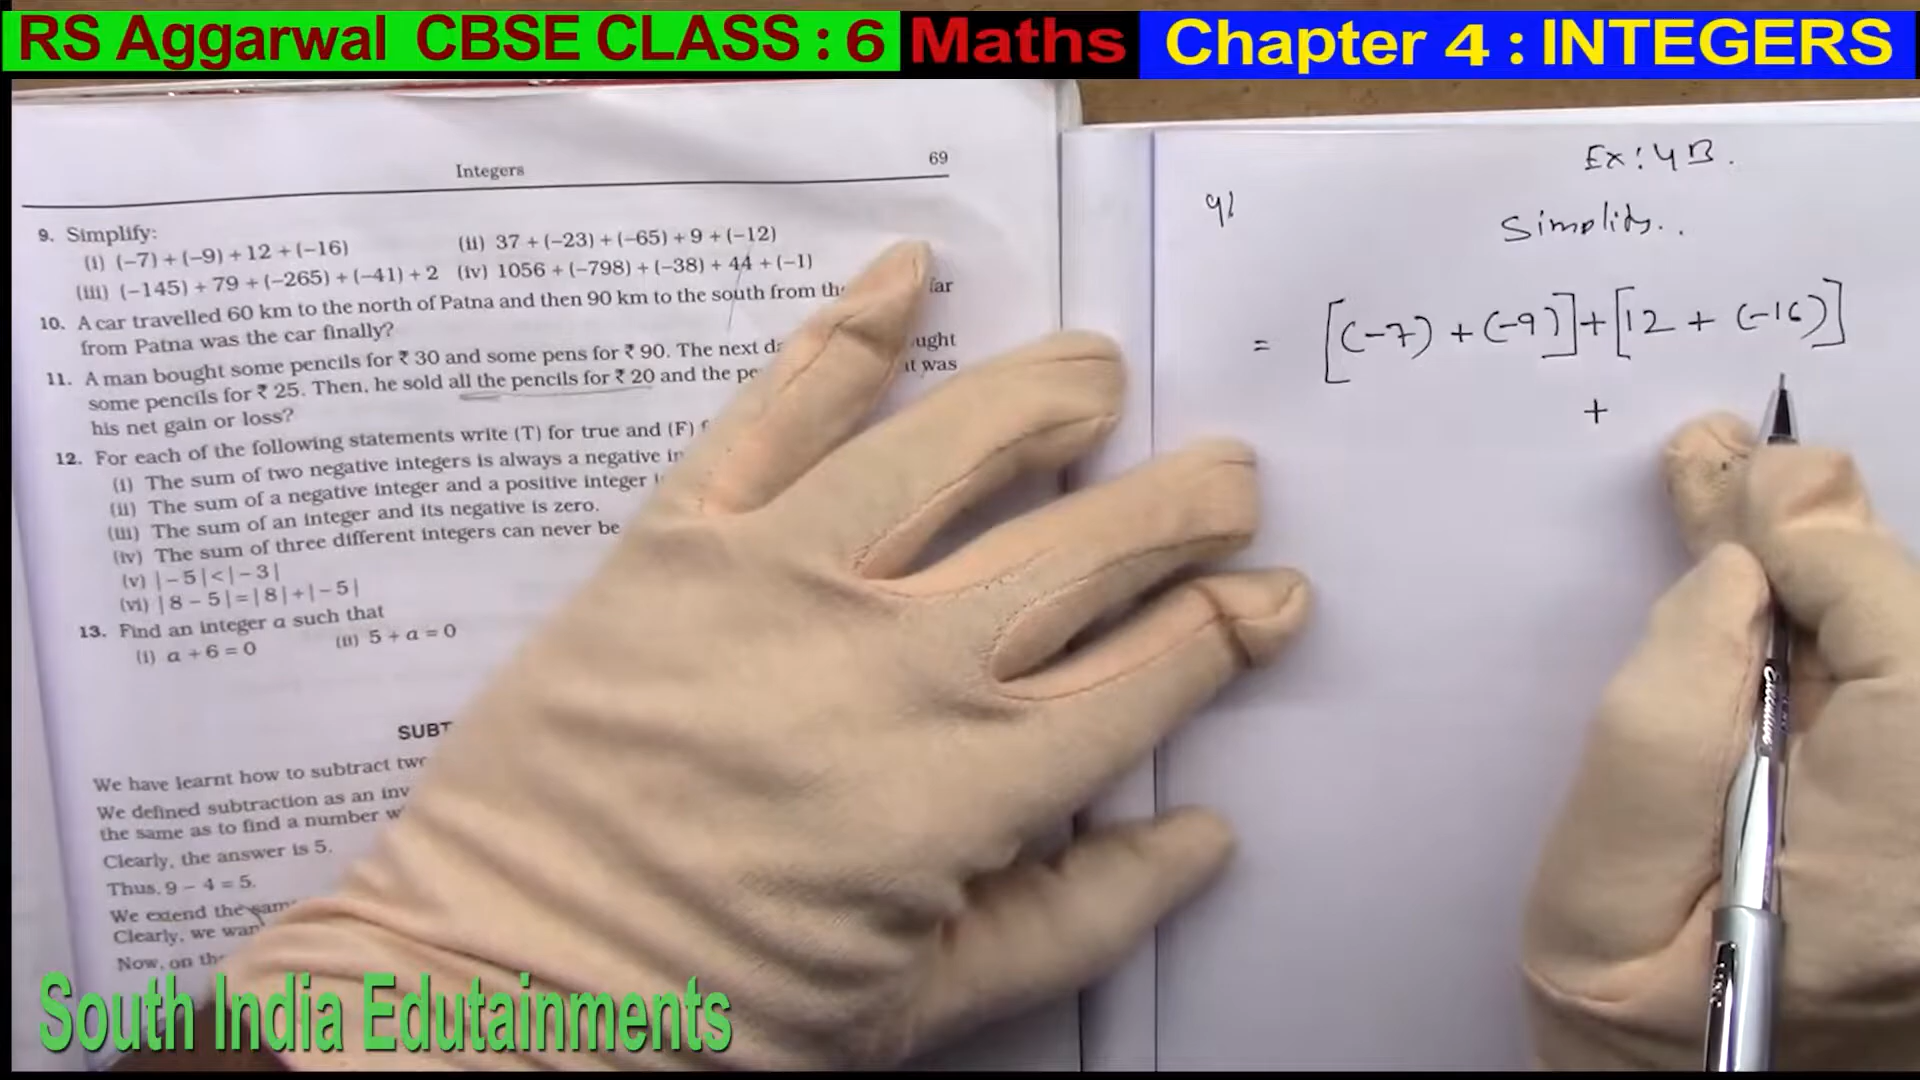 RS Aggarwal CBSE CLASS : 6 Maths Chapter 4 : INTEGERS
Integers 69
9. Simplify:
(i) (−7) + (−9) + 12 + (−16) (ii) 37 + (−23) + (−65) + 9 + (−12)
(iii) (−145) + 79 + (−265) + (−41) + 2 (iv) 1056 + (−798) + (−38) + 44 + (−1)
10. A car travelled 60 km to the north of Patna and then 90 km to the south from far
from Patna was the car finally?
11. A man bought some pencils for ₹ 30 and some pens for ₹ 90. The next
some pencils for ₹ 25. Then, he sold all the pencils for ₹ 20 and the was
his net gain or loss?
12. For each of the following statements write (T) for true and (F)
(i) The sum of two negative integers is always a negative
(ii) The sum of a negative integer and a positive integer
(iii) The sum of an integer and its negative is zero.
(iv) The sum of three different integers can never be
(v) | − 5 | < | − 3 |
(vi) | 8 − 5 | = | 8 | + | − 5 |
13. Find an integer a such that
(i) a + 6 = 0 (ii) 5 + a = 0
SUBT
We have learnt how to subtract
We defined subtraction as an
the same as to find a number
Clearly, the answer is 5.
Thus, 9 − 4 = 5.
We extend the
Clearly, we
Now, on
Ex: 4B.
9)
Simplify..
= [(-7) + (-9)] + [12 + (-16)]
+
South India Edutainments